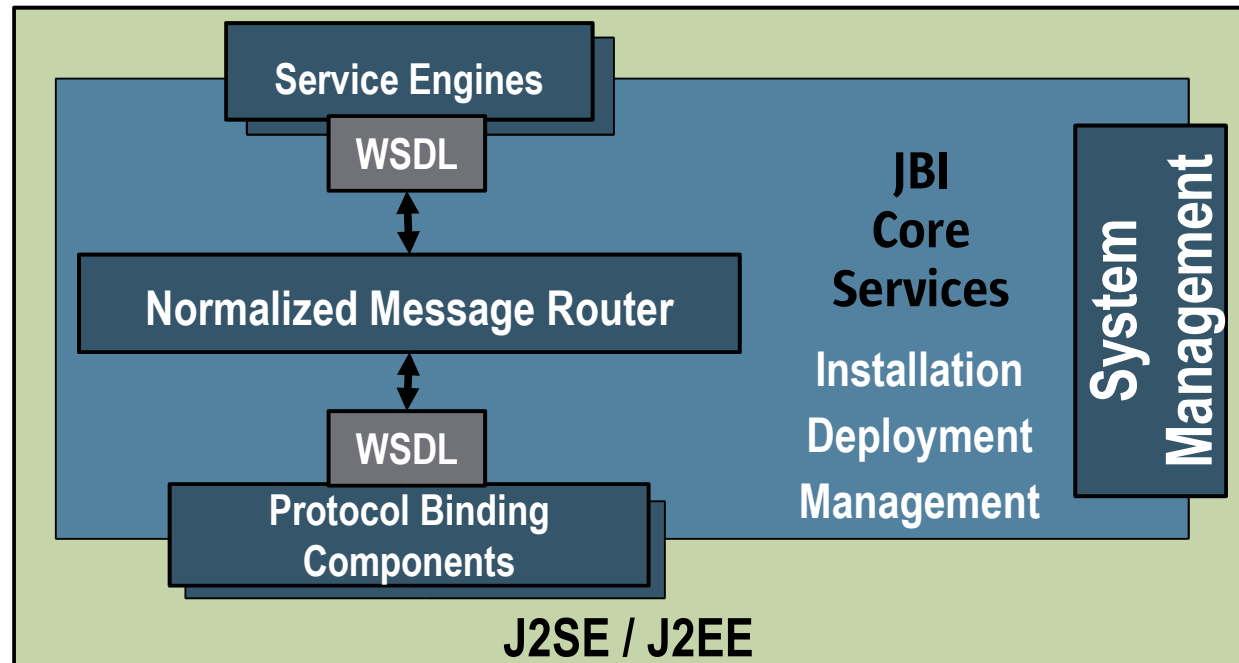 Service Engines
WSDL
Normalized Message Router
WSDL
Protocol Binding
Components
JBI
Core
Services
Installation
Deployment
Management
System
Management
J2SE / J2EE